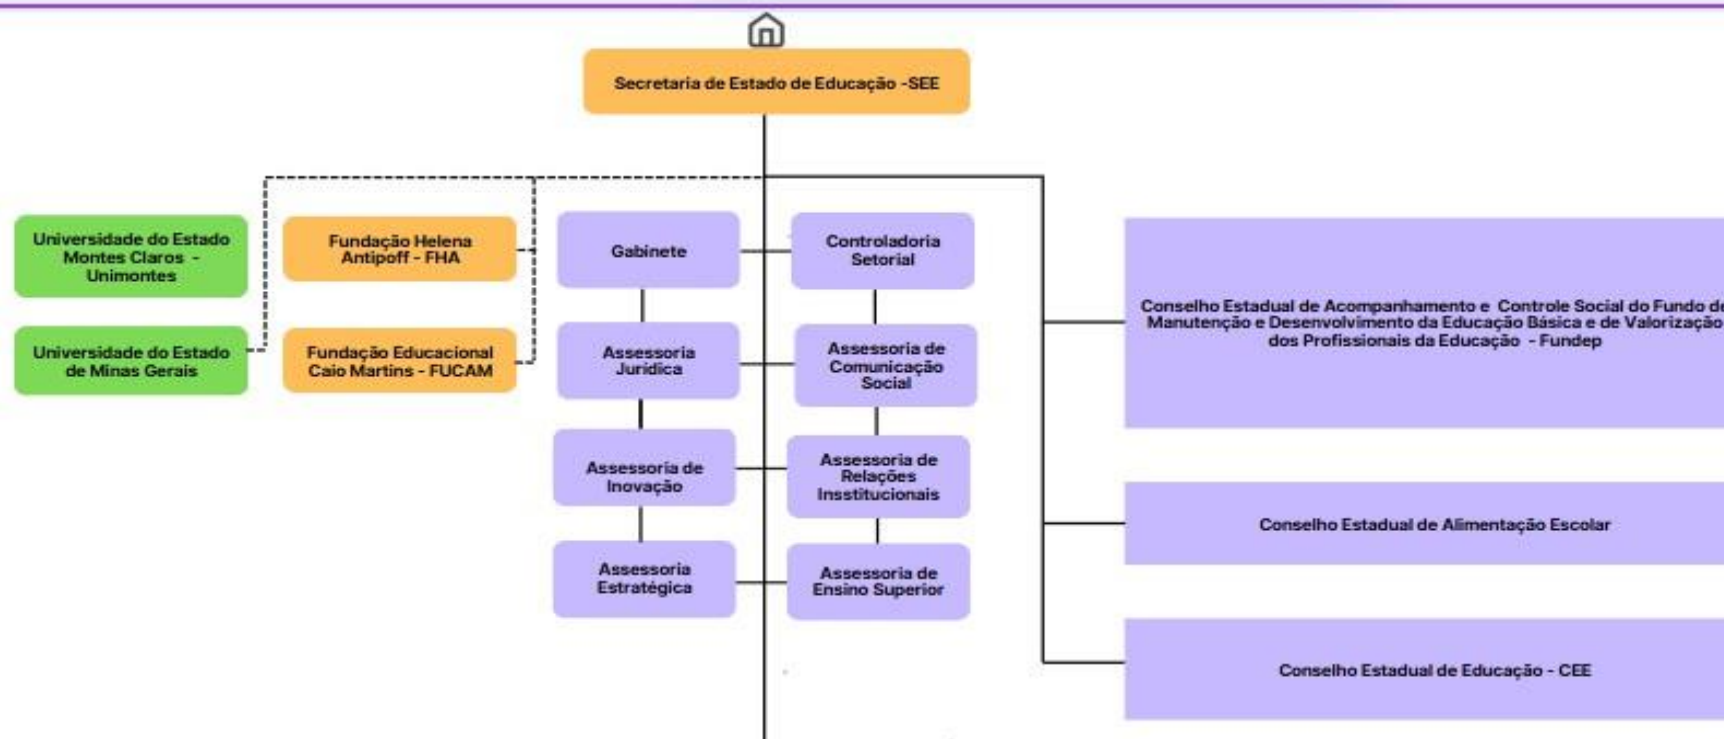 Secretaria de Estado de Educação -SEE
Universidade do Estado
Montes Claros -
Unimontes
Fundação Helena
Antipoff - FHA
Gabinete
Controladoria
Setorial
Universidade do Estado
de Minas Gerais
Fundação Educacional
Caio Martins - FUCAM
Assessoria
Jurídica
Assessoria de
Comunicação
Social
Assessoria de
Inovação
Assessoria de
Relações
Insstitucionais
Assessoria
Estratégica
Assessoria de
Ensino Superior
Conselho Estadual de Acompanhamento e Controle Social do Fundo de
Manutenção e Desenvolvimento da Educação Básica e de Valorização
dos Profissionais da Educação - Fundep
Conselho Estadual de Alimentação Escolar
Conselho Estadual de Educação - CEE